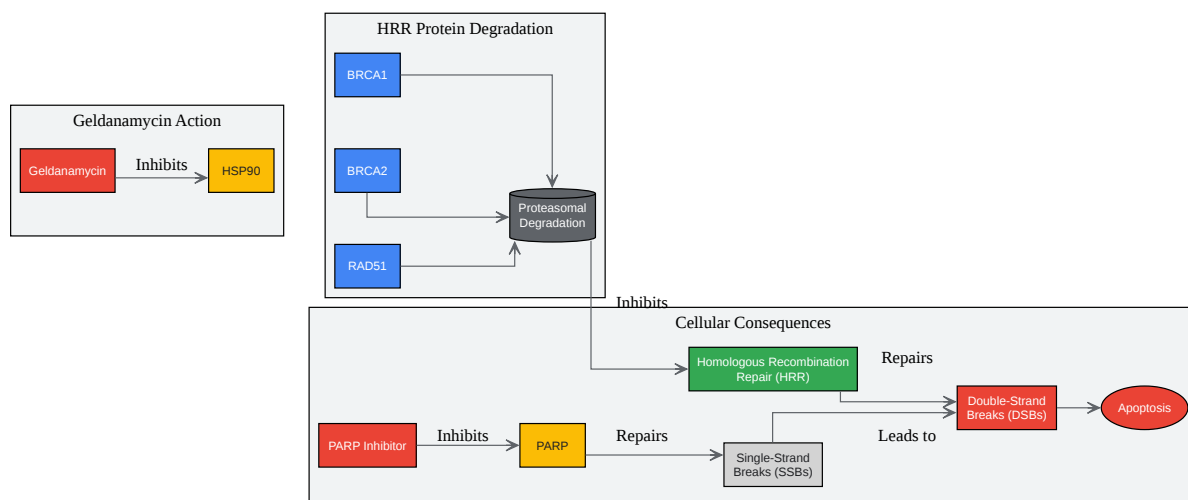 HRR Protein Degradation
BRCA1
Geldanamycin Action
Geldanamycin
Inhibits
HSP90
BRCA2
Proteasomal
Degradation
RAD51
Inhibits
Cellular Consequences
Homologous Recombination
Repair (HRR)
Repairs
Double-Strand
Breaks (DSBs)
Apoptosis
PARP Inhibitor
Inhibits
PARP
Repairs
Single-Strand
Breaks (SSBs)
Leads to